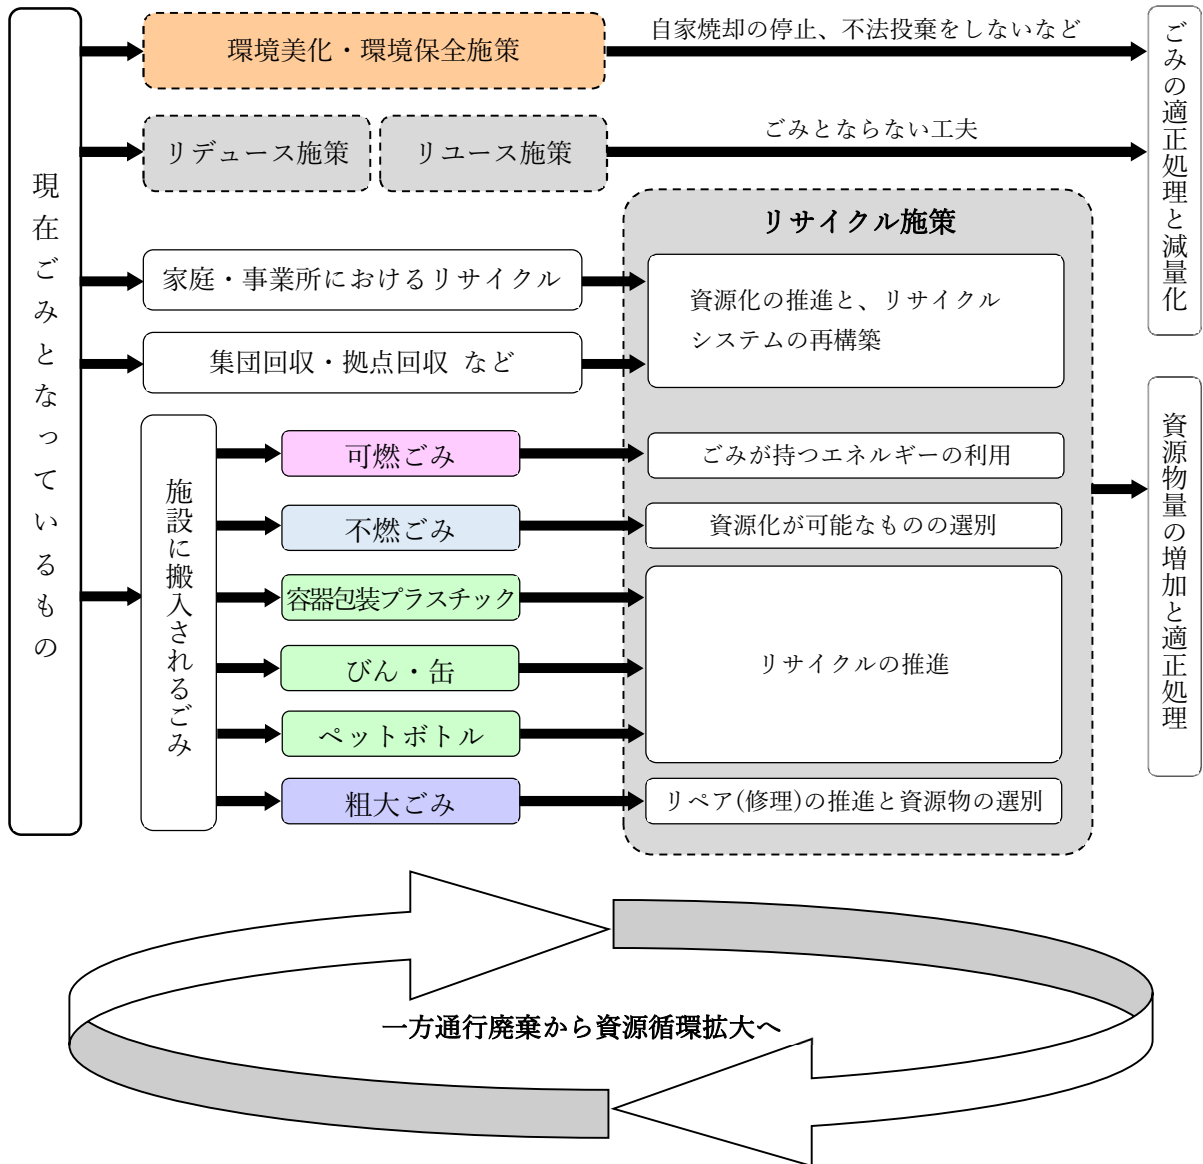 現在ごみとなっているもの
環境美化・環境保全施策
自家焼却の停止、不法投棄をしないなど
ごみの適正処理と減量化
リデュース施策
リユース施策
ごみとならない工夫
リサイクル施策
家庭・事業所におけるリサイクル
集団回収・拠点回収 など
資源化の推進と、リサイクル
システムの再構築
施設に搬入されるごみ
可燃ごみ
ごみが持つエネルギーの利用
不燃ごみ
資源化が可能なものの選別
容器包装プラスチック
びん・缶
ペットボトル
リサイクルの推進
粗大ごみ
リペア(修理)の推進と資源物の選別
資源物量の増加と適正処理
一方通行廃棄から資源循環拡大へ